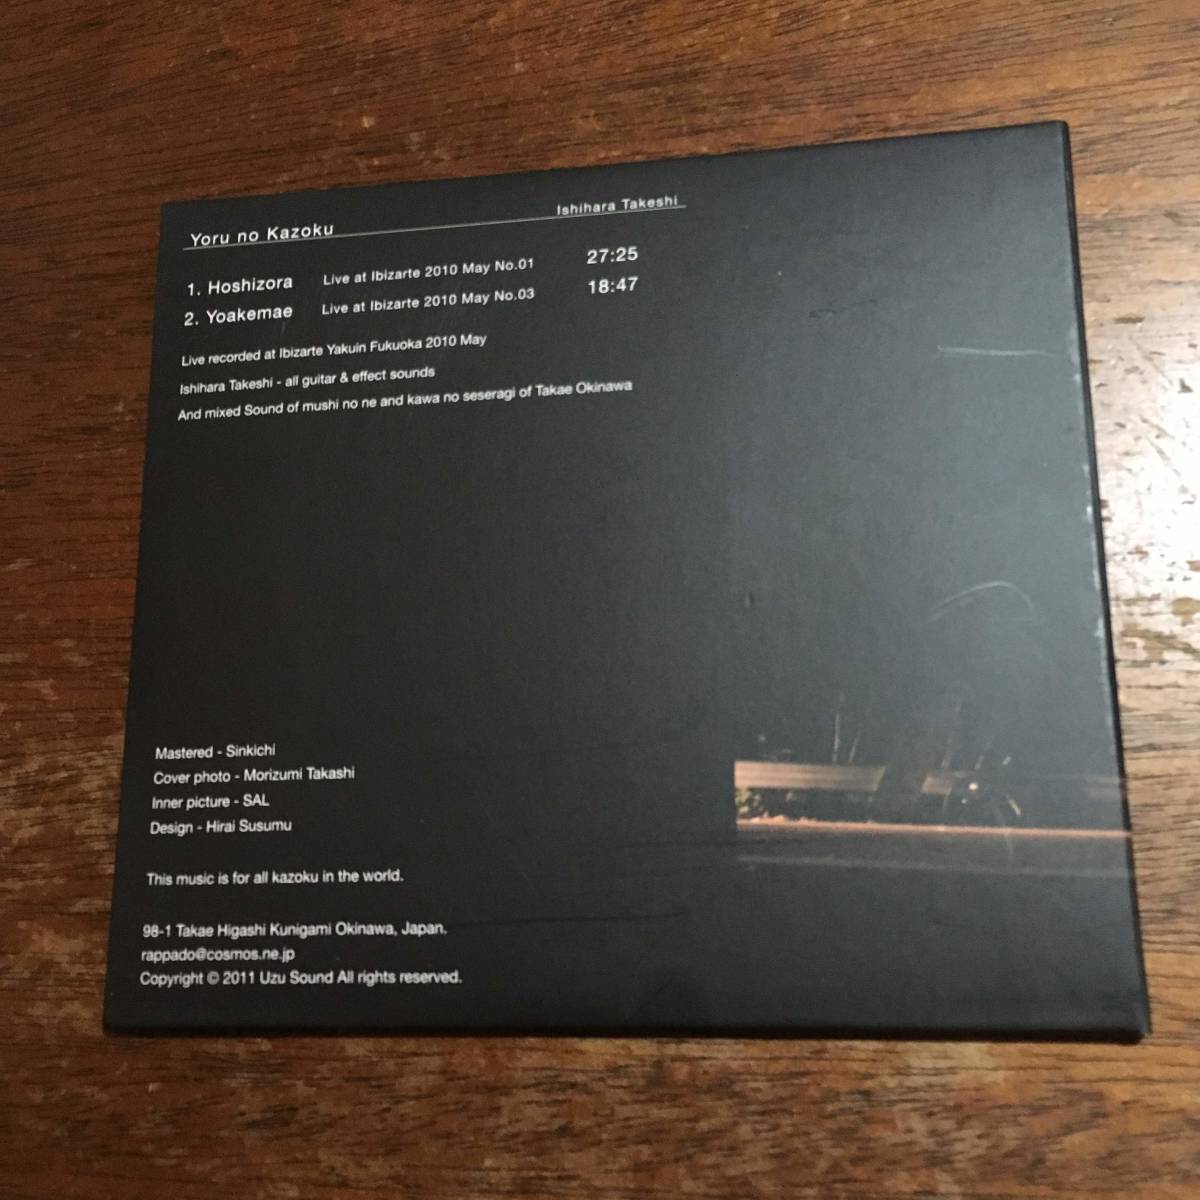 Yoru no Kazoku Ishihara Takeshi
1. Hoshizora Live at Ibizarte 2010 May No.01 27:25
2. Yoakemae Live at Ibizarte 2010 May No.03 18:47
Live recorded at Ibizarte Yakuin Fukuoka 2010 May
Ishihara Takeshi - all guitar & effect sounds
And mixed Sound of mushi no ne and kawa no seseragi of Takae Okinawa
Mastered - Sinkichi
Cover photo - Morizumi Takashi
Inner picture - SAL
Design - Hirai Susumu
This music is for all kazoku in the world.
98-1 Takae Higashi Kunigami Okinawa, Japan.
rappado@cosmos.ne.jp
Copyright © 2011 Uzu Sound All rights reserved.